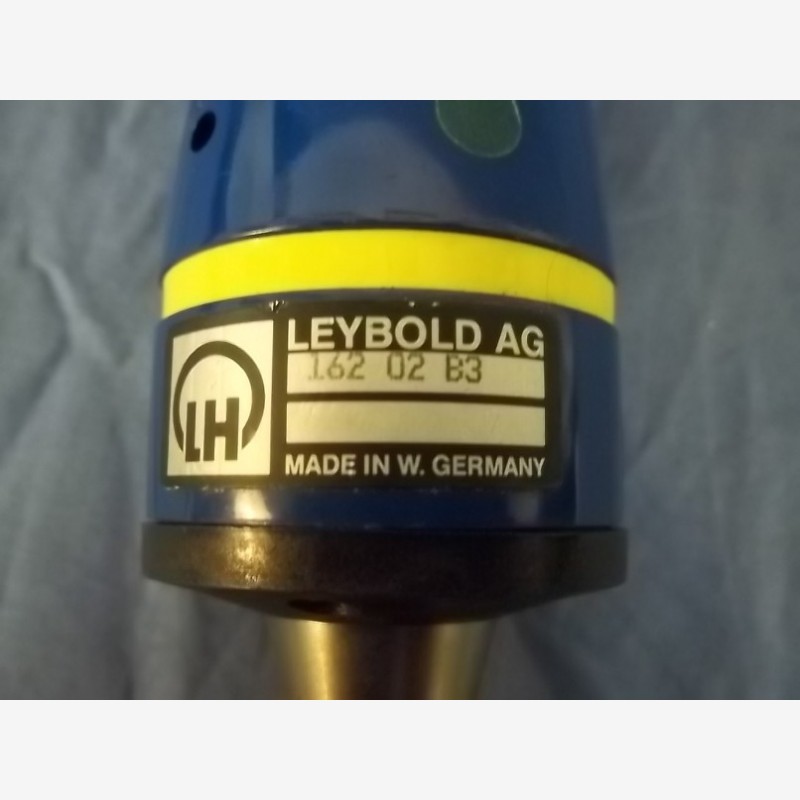 LEYBOLD AG
162 02 B3
LH
MADE IN W. GERMANY